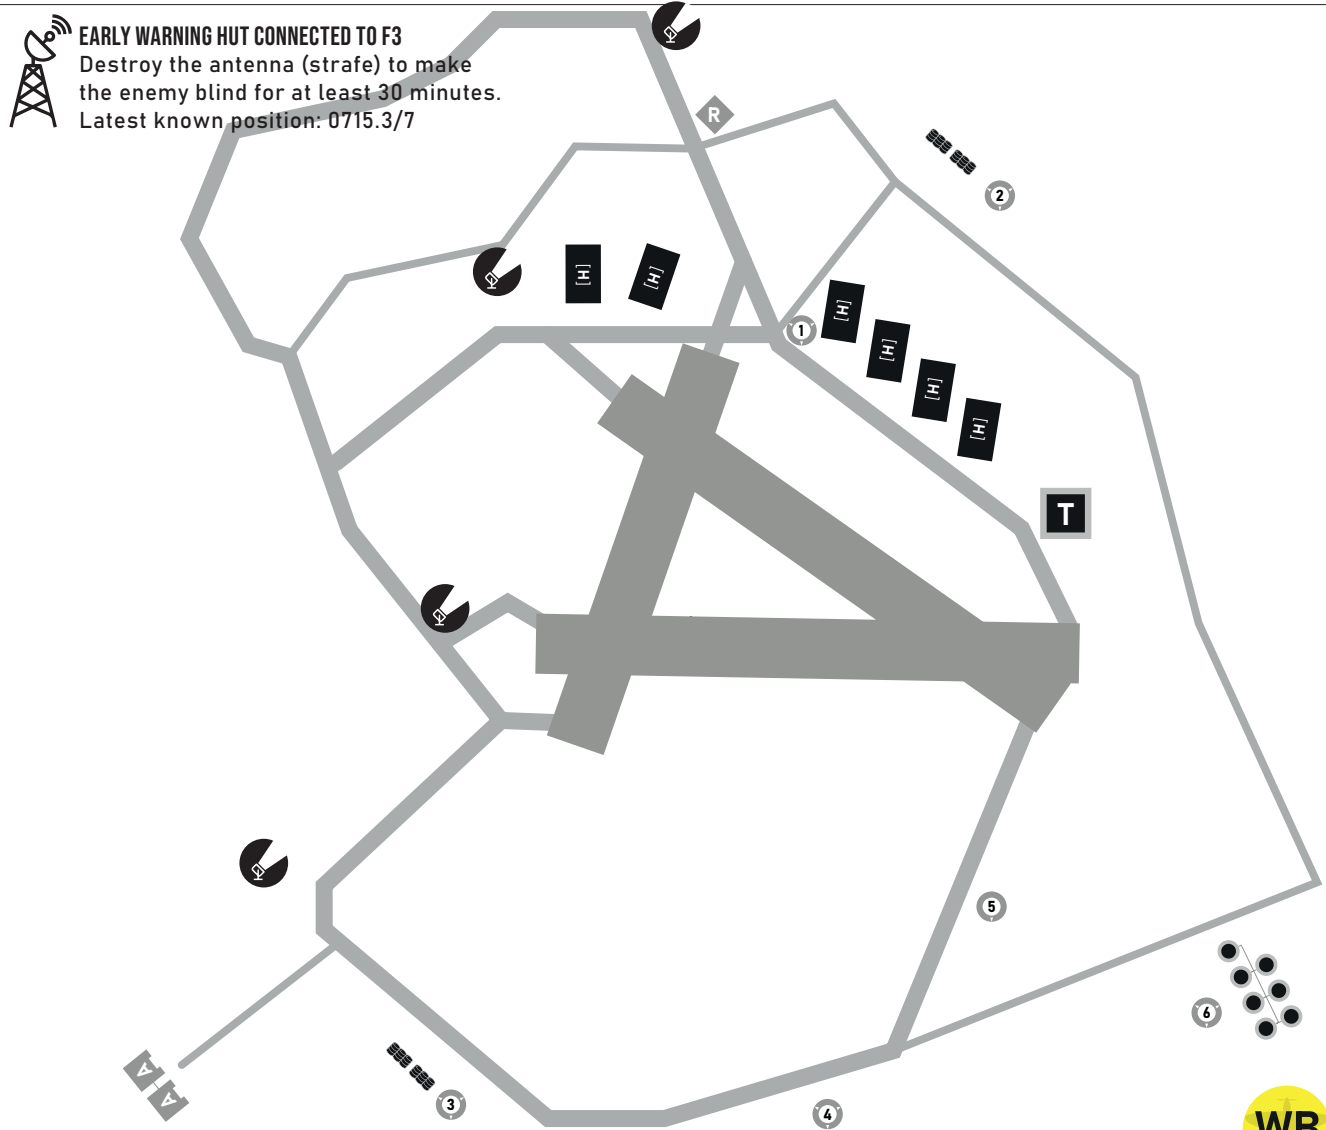 EARLY WARNING HUT CONNECTED TO F3
Destroy the antenna (strafe) to make
the enemy blind for at least 30 minutes.
Latest known position: 0715.3/7
R
2
[H]
[H]
1
[H]
[H]
[H]
[H]
T
5
6
A
A
3
4
WB